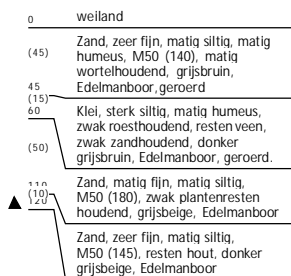 0 weiland
Zand, zeer fijn, matig siltig, matig
(45) humeus, M50 (140), matig
wortelhoudend, grijsbruin,
45 Edelmanboor, geroerd
(15)
60 Klei, sterk siltig, matig humeus,
zwak roesthoudend, resten veen,
(50) zwak zandhoudend, donker
grijsbruin, Edelmanboor, geroerd.
110 Zand, matig fijn, matig siltig,
(10) M50 (180), zwak plantenresten
120 houdend, grijsbeige, Edelmanboor
Zand, zeer fijn, matig siltig,
M50 (145), resten hout, donker
grijsbeige, Edelmanboor